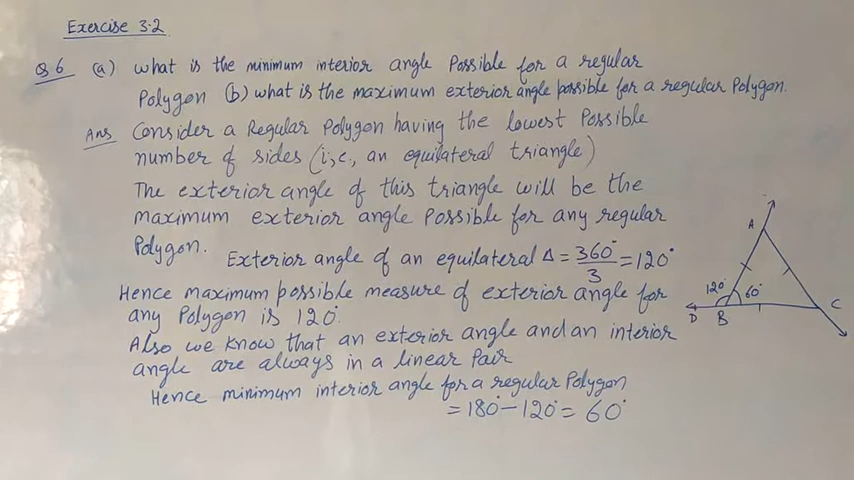 Exercise 3.2
Q6 (a) What is the minimum interior angle Possible for a regular
Polygon (b) what is the maximum exterior angle possible for a regular Polygon.
Ans Consider a Regular Polygon having the lowest Possible
number of sides (i,e., an equilateral triangle)
The exterior angle of this triangle will be the
maximum exterior angle Possible for any regular
Polygon. Exterior angle of an equilateral Δ = 360°/3 = 120°
Hence maximum possible measure of exterior angle for
any Polygon is 120°.
Also we know that an exterior angle and an interior
angle are always in a linear Pair
Hence minimum interior angle for a regular Polygon
= 180° - 120° = 60°
A
120° 60°
D B C